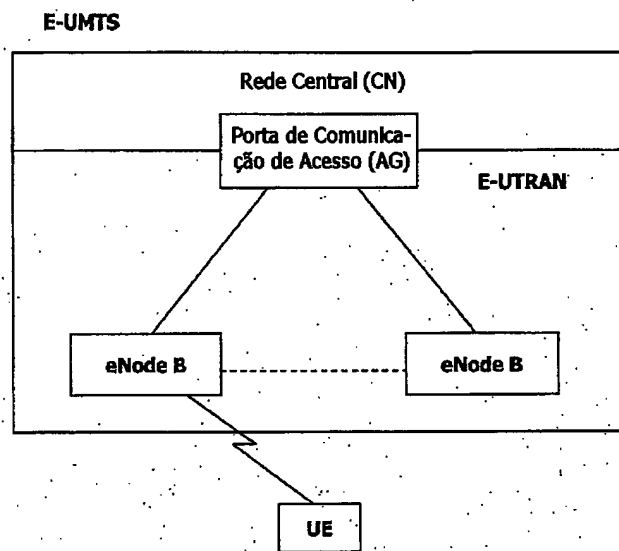 E-UMTS
Rede Central (CN)
Porta de Comunica-
ção de Acesso (AG)
E-UTRAN
eNode B
eNode B
UE